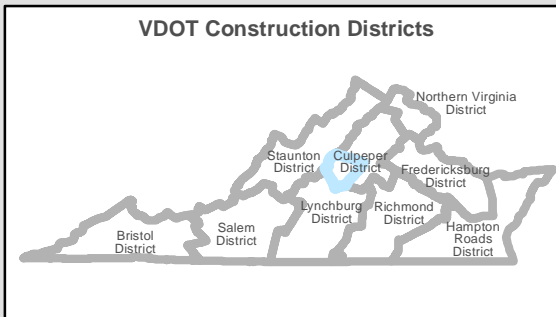 VDOT Construction Districts
Northern Virginia
District
Staunton
District
Culpeper
District
Fredericksburg
District
Lynchburg
District
Richmond
District
Hampton
Roads
District
Salem
District
Bristol
District